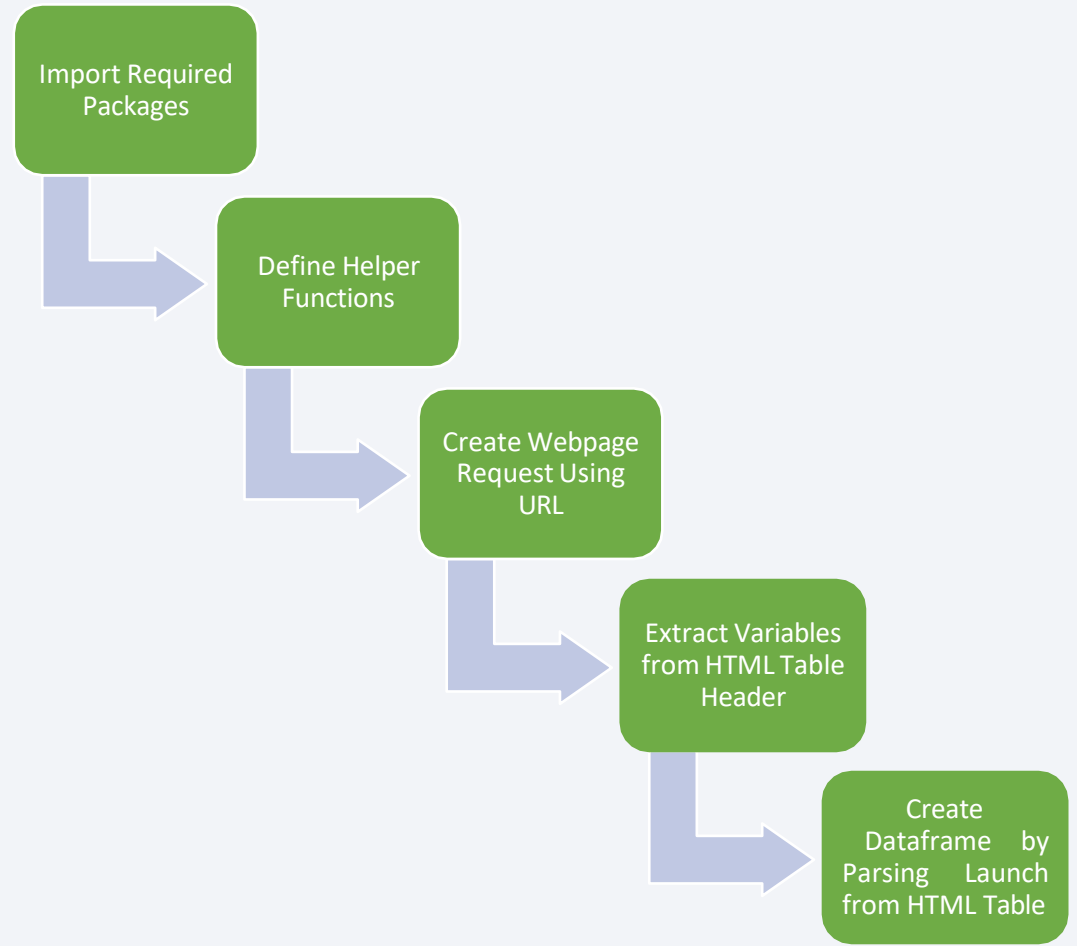 Import Required
Packages
Define Helper
Functions
Create Webpage
Request Using
URL
Extract Variables
from HTML Table
Header
Create
Dataframe by
Parsing Launch
from HTML Table